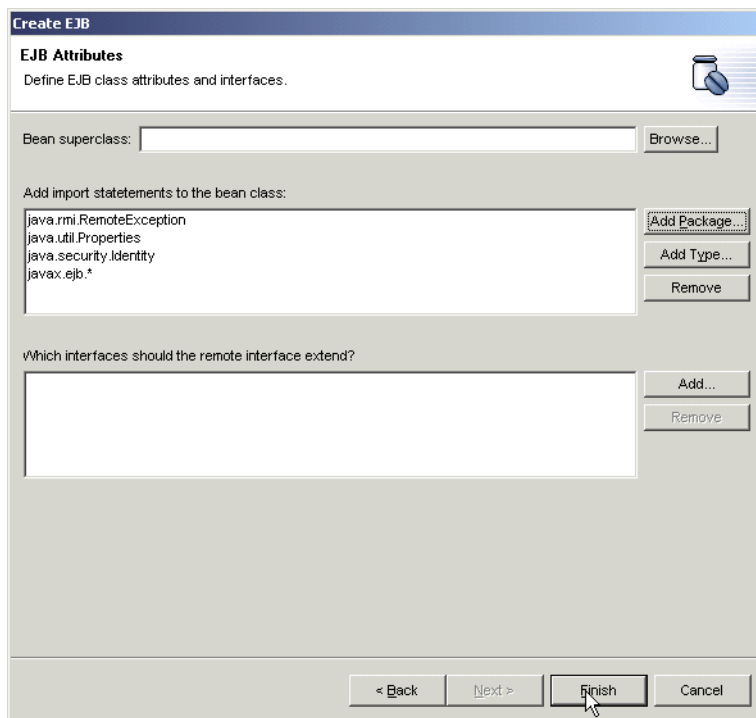 Create EJB
EJB Attributes
Define EJB class attributes and interfaces.
Bean superclass:
Browse...
Add import statetements to the bean class:
java.rmi.RemoteException
java.util.Properties
java.security.Identity
javax.ejb.*
Add Package...
Add Type...
Remove
Which interfaces should the remote interface extend?
Add...
Remove
< Back
Next >
Finish
Cancel